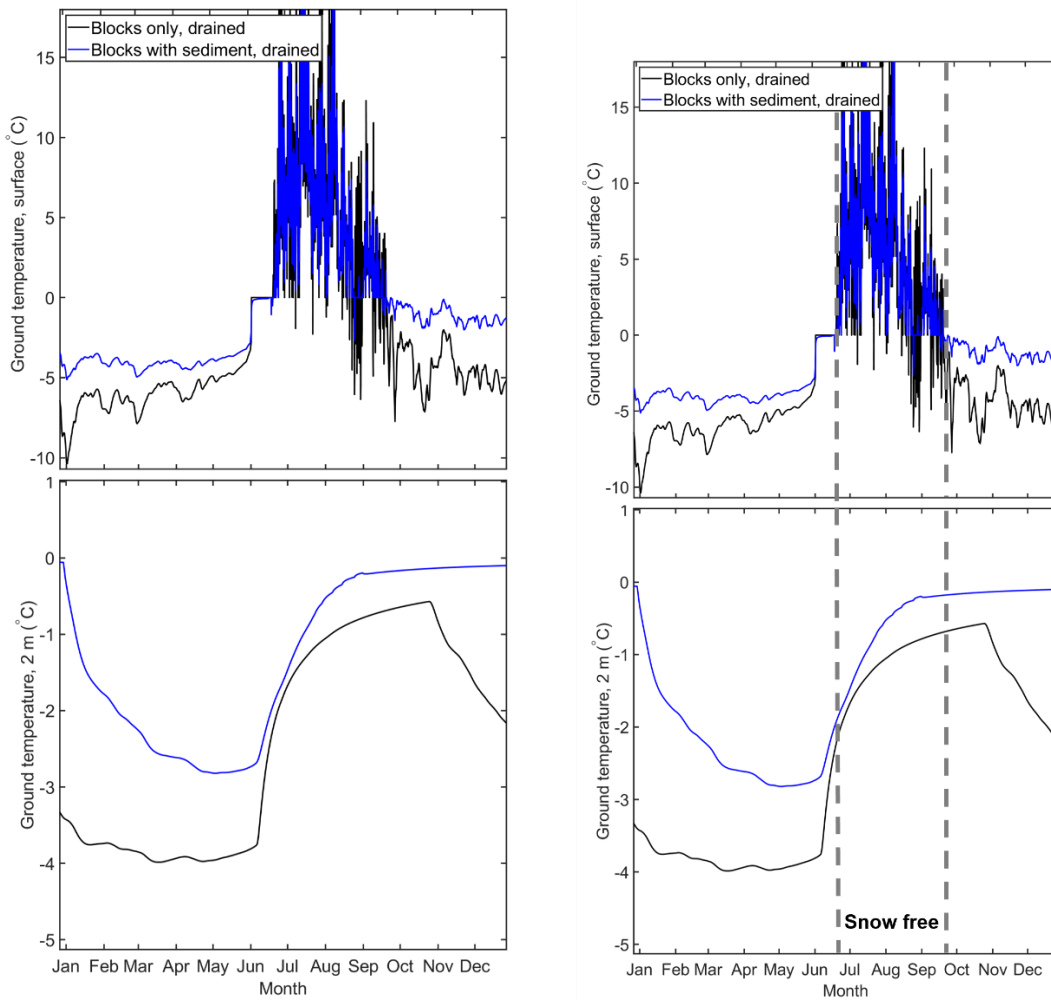 Blocks only, drained
Blocks with sediment, drained
Ground temperature, surface (°C)
15
10
5
0
-5
-10
Ground temperature, 2 m (°C)
1
0
-1
-2
-3
-4
-5
Jan Feb Mar Apr May Jun Jul Aug Sep Oct Nov Dec
Month
Blocks only, drained
Blocks with sediment, drained
Ground temperature, surface (°C)
15
10
5
0
-5
-10
Ground temperature, 2 m (°C)
1
0
-1
-2
-3
-4
-5
Snow free
Jan Feb Mar Apr May Jun Jul Aug Sep Oct Nov Dec
Month